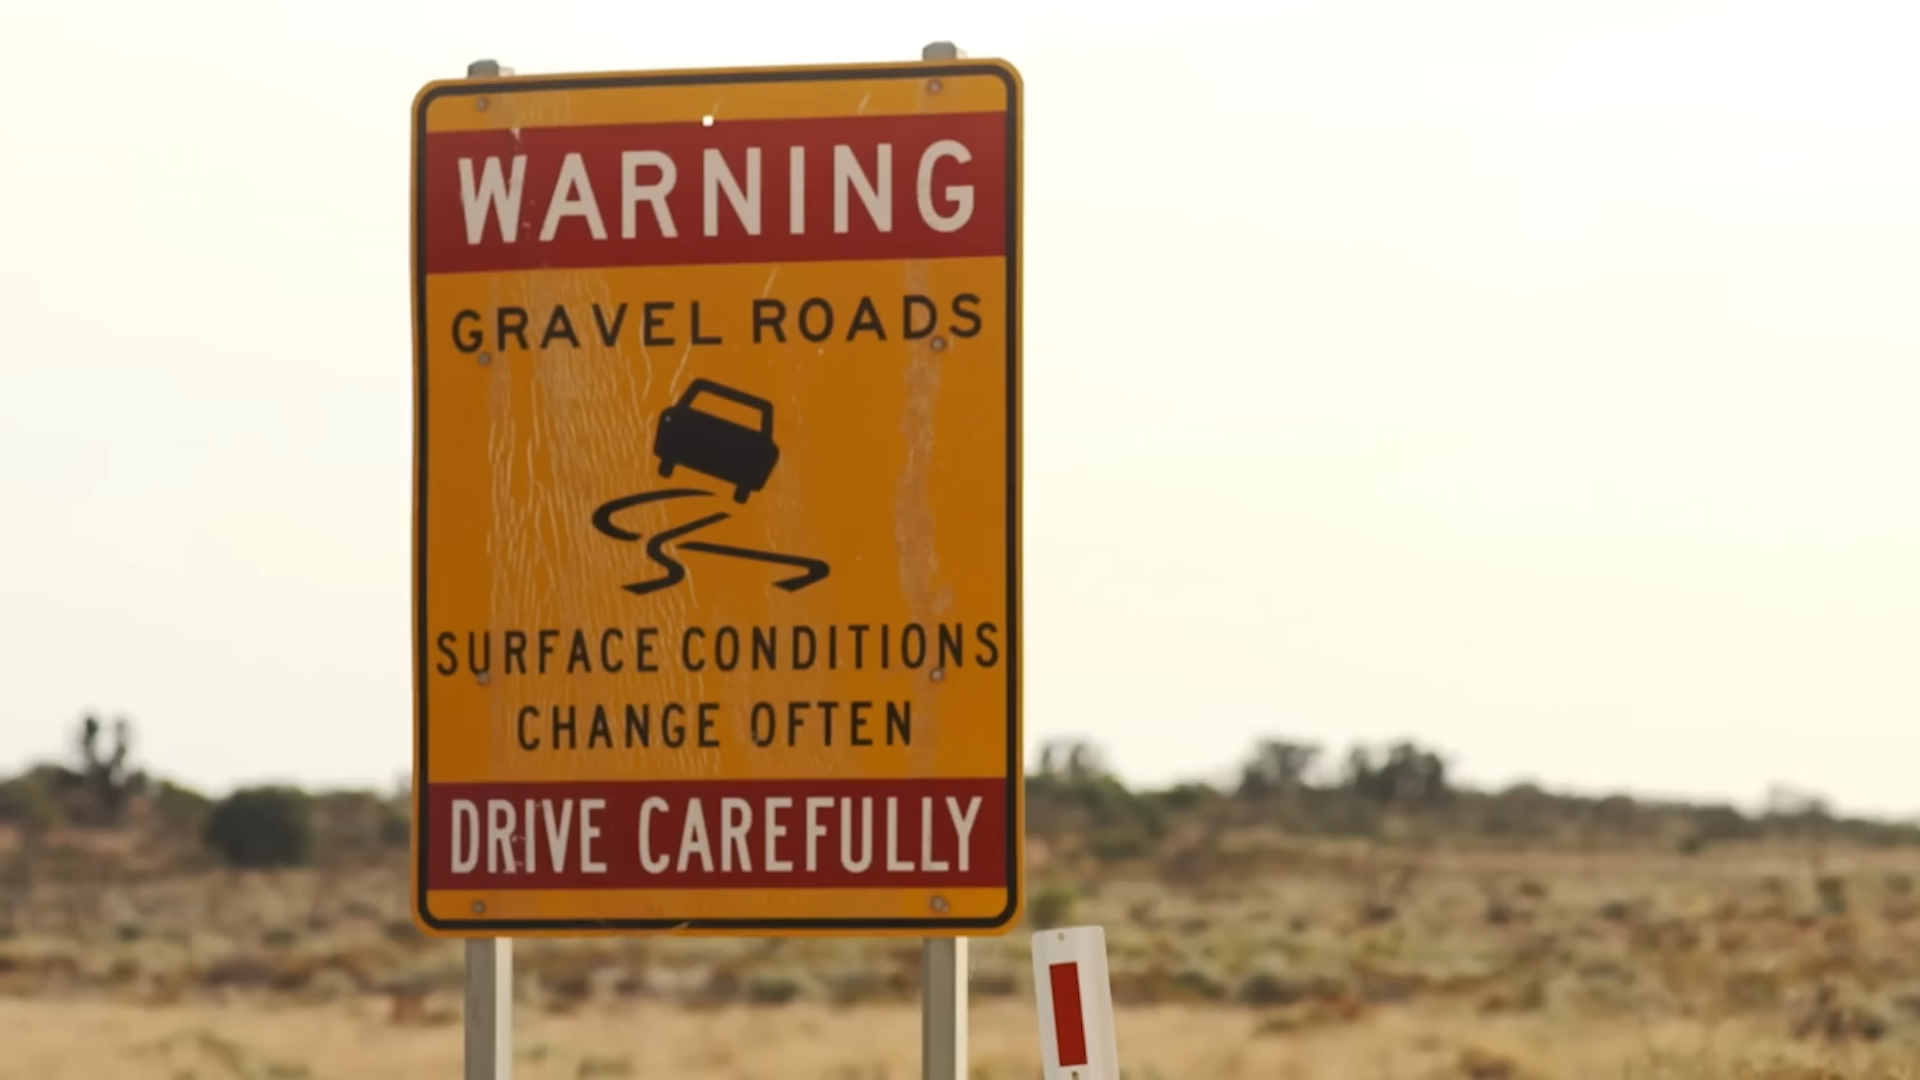 WARNING
GRAVEL ROADS
SURFACE CONDITIONS
CHANGE OFTEN
DRIVE CAREFULLY